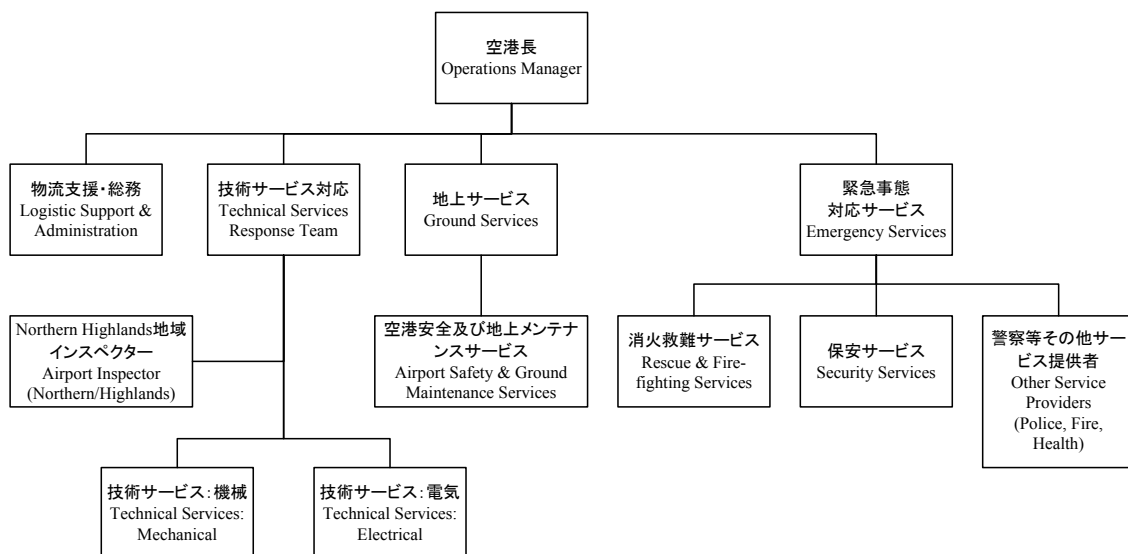 空港長
Operations Manager
物流支援・総務
Logistic Support &
Administration
技術サービス対応
Technical Services
Response Team
地上サービス
Ground Services
緊急事態
対応サービス
Emergency Services
Northern Highlands地域
インスペクター
Airport Inspector
(Northern/Highlands)
空港安全及び地上メンテナ
ンスサービス
Airport Safety & Ground
Maintenance Services
消火救難サービス
Rescue & Fire-
fighting Services
保安サービス
Security Services
警察等その他サー
ビス提供者
Other Service
Providers
(Police, Fire,
Health)
技術サービス：機械
Technical Services:
Mechanical
技術サービス：電気
Technical Services:
Electrical